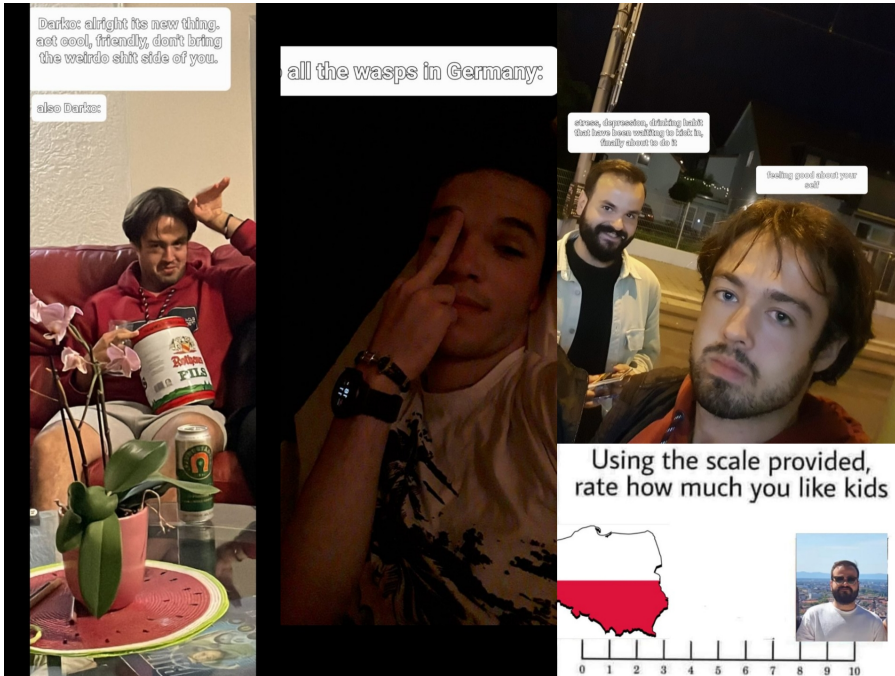 Darko: alright its new thing.
act cool, friendly, don't bring
the weirdo shit side of you.
also Darko:
PILS
all the wasps in Germany:
stress, depression, drinking habit
that have been waititng to kick in,
finally about to do it
feeling good about your
self
Using the scale provided,
rate how much you like kids
0 1 2 3 4 5 6 7 8 9 10